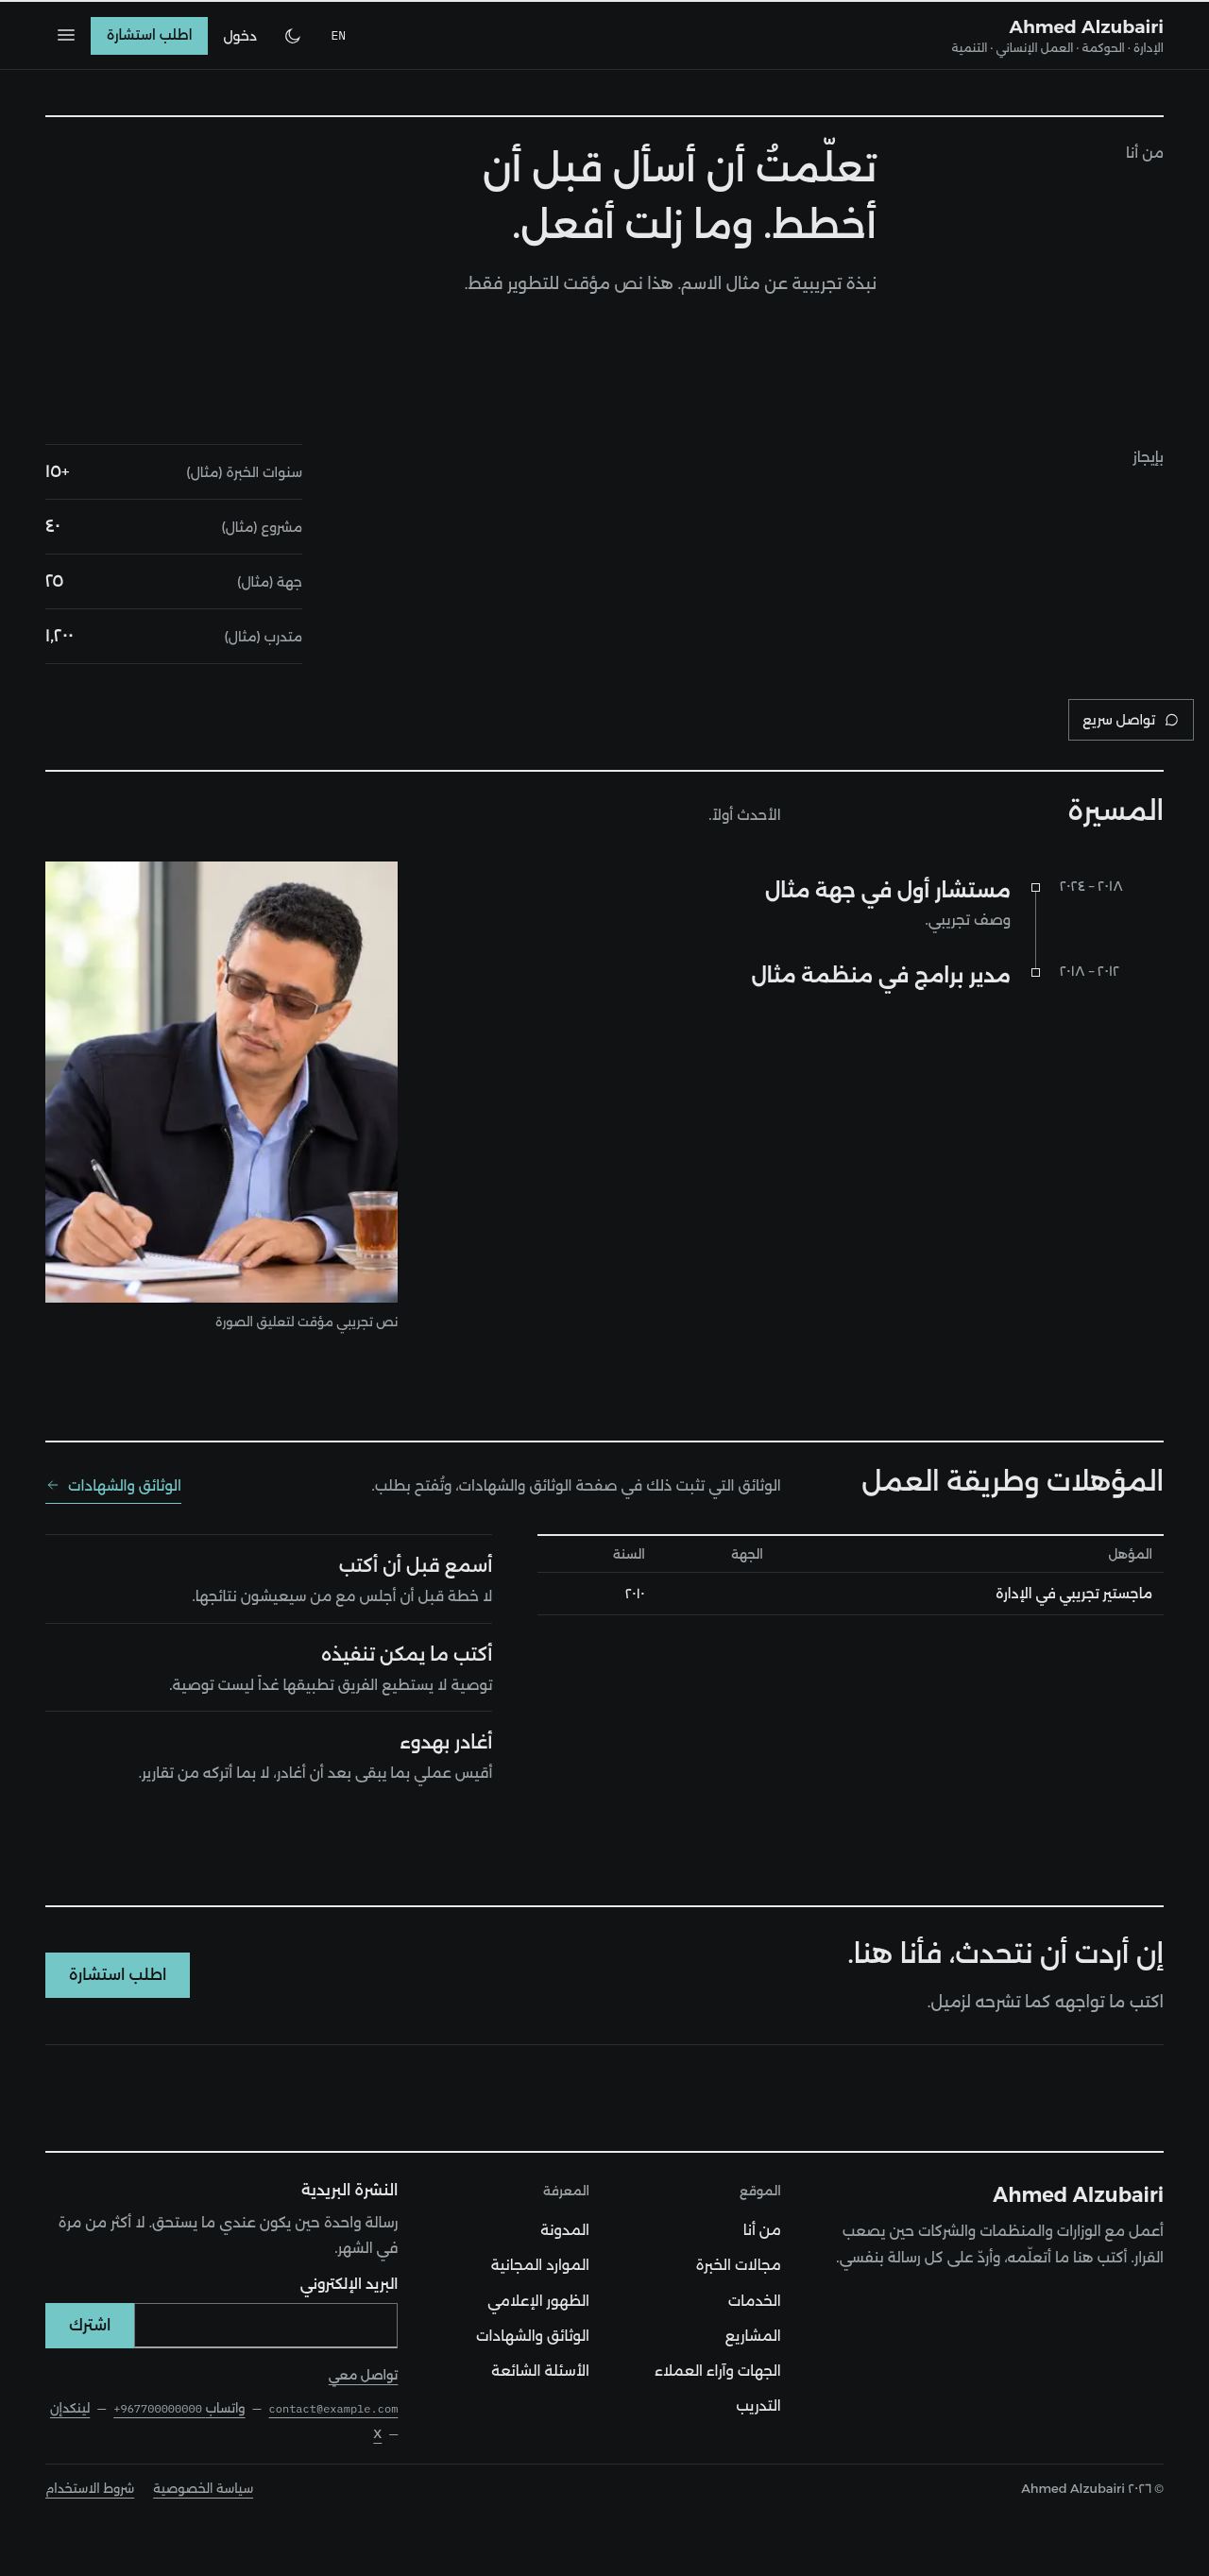 Ahmed Alzubairi
الإدارة · الحوكمة · العمل الإنساني · التنمية
EN
دخول
اطلب استشارة
من أنا
تعلّمتُ أن أسأل قبل أن
أخطط. وما زلت أفعل.
نبذة تجريبية عن مثال الاسم. هذا نص مؤقت للتطوير فقط.
بإيجاز
سنوات الخبرة (مثال) +١٥
مشروع (مثال) ٤٠
جهة (مثال) ٢٥
متدرب (مثال) ١,٢٠٠
تواصل سريع
المسيرة
الأحدث أولاً.
٢٠١٨ – ٢٠٢٤
مستشار أول في جهة مثال
وصف تجريبي.
٢٠١٢ – ٢٠١٨
مدير برامج في منظمة مثال
نص تجريبي مؤقت لتعليق الصورة
المؤهلات وطريقة العمل
الوثائق التي تثبت ذلك في صفحة الوثائق والشهادات، وتُفتح بطلب.
الوثائق والشهادات ←
المؤهل الجهة السنة
ماجستير تجريبي في الإدارة ٢٠١٠
أسمع قبل أن أكتب
لا خطة قبل أن أجلس مع من سيعيشون نتائجها.
أكتب ما يمكن تنفيذه
توصية لا يستطيع الفريق تطبيقها غداً ليست توصية.
أغادر بهدوء
أقيس عملي بما يبقى بعد أن أغادر، لا بما أتركه من تقارير.
إن أردت أن نتحدث، فأنا هنا.
اكتب ما تواجهه كما تشرحه لزميل.
اطلب استشارة
Ahmed Alzubairi
أعمل مع الوزارات والمنظمات والشركات حين يصعب
القرار. أكتب هنا ما أتعلّمه، وأردّ على كل رسالة بنفسي.
الموقع
من أنا
مجالات الخبرة
الخدمات
المشاريع
الجهات وآراء العملاء
التدريب
المعرفة
المدونة
الموارد المجانية
الظهور الإعلامي
الوثائق والشهادات
الأسئلة الشائعة
النشرة البريدية
رسالة واحدة حين يكون عندي ما يستحق. لا أكثر من مرة
في الشهر.
البريد الإلكتروني
اشترك
تواصل معي
contact@example.com — واتساب +967700000000 — لينكدإن
— X
© ٢٠٢٦ Ahmed Alzubairi
سياسة الخصوصية
شروط الاستخدام